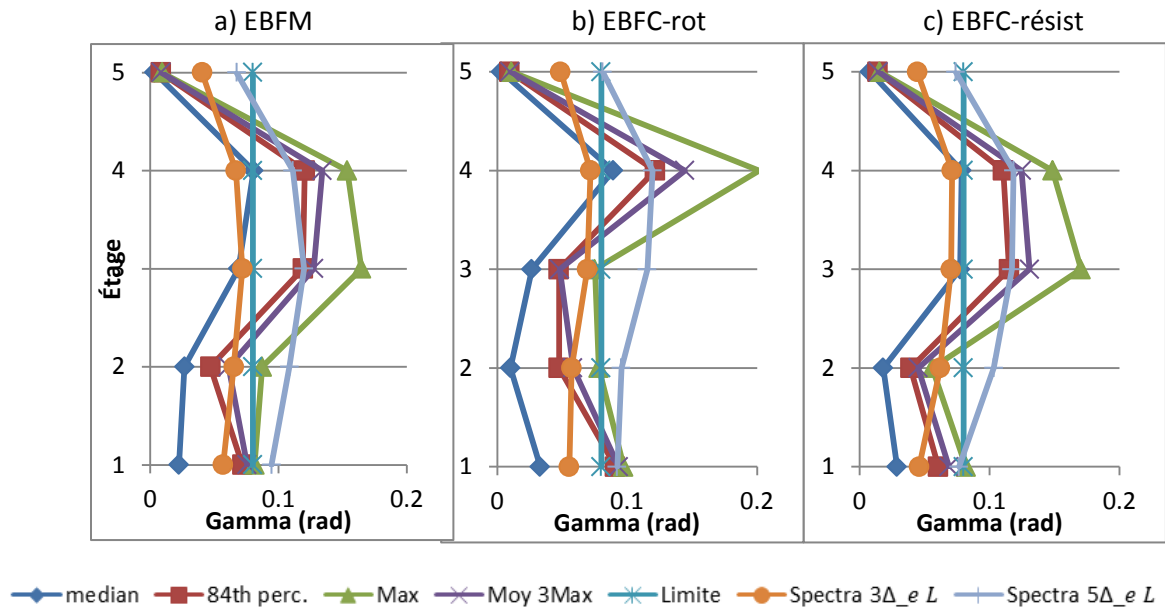 a) EBFM
b) EBFC-rot
c) EBFC-résist
5
4
3
2
1
Étage
0
0.1
0.2
Gamma (rad)
5
4
3
2
1
0
0.1
0.2
Gamma (rad)
5
4
3
2
1
0
0.1
0.2
Gamma (rad)
median
84th perc.
Max
Moy 3Max
Limite
Spectra 3Δ_e L
Spectra 5Δ_e L